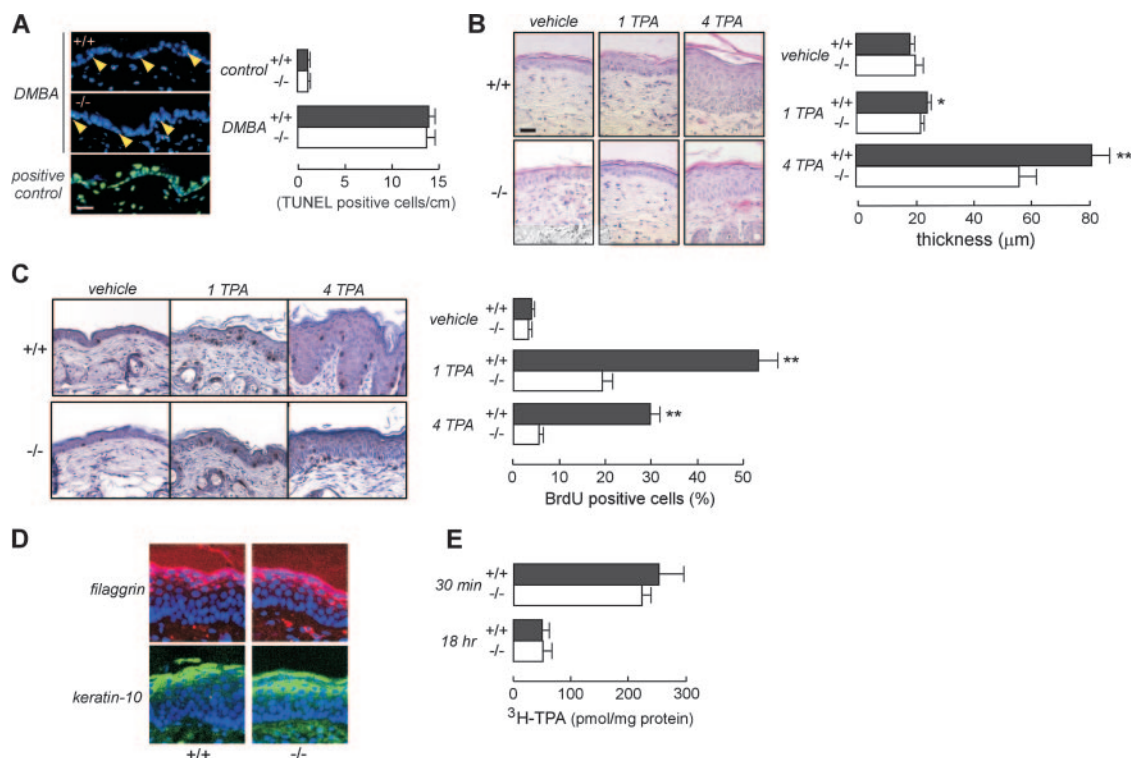 A
+/+
DMBA
-/-
positive
control
control
+/+
-/-
DMBA
+/+
-/-
0 5 10 15
(TUNEL positive cells/cm)
B
vehicle 1 TPA 4 TPA
+/+
-/-
vehicle
+/+
-/-
1 TPA
+/+ *
-/-
4 TPA
+/+ **
-/-
0 20 40 60 80
thickness (μm)
C
vehicle 1 TPA 4 TPA
+/+
-/-
vehicle
+/+
-/-
1 TPA
+/+ **
-/-
4 TPA
+/+ **
-/-
0 10 20 30 40 50
BrdU positive cells (%)
D
filaggrin
keratin-10
+/+ -/-
E
30 min
+/+
-/-
18 hr
+/+
-/-
0 100 200 300
³H-TPA (pmol/mg protein)